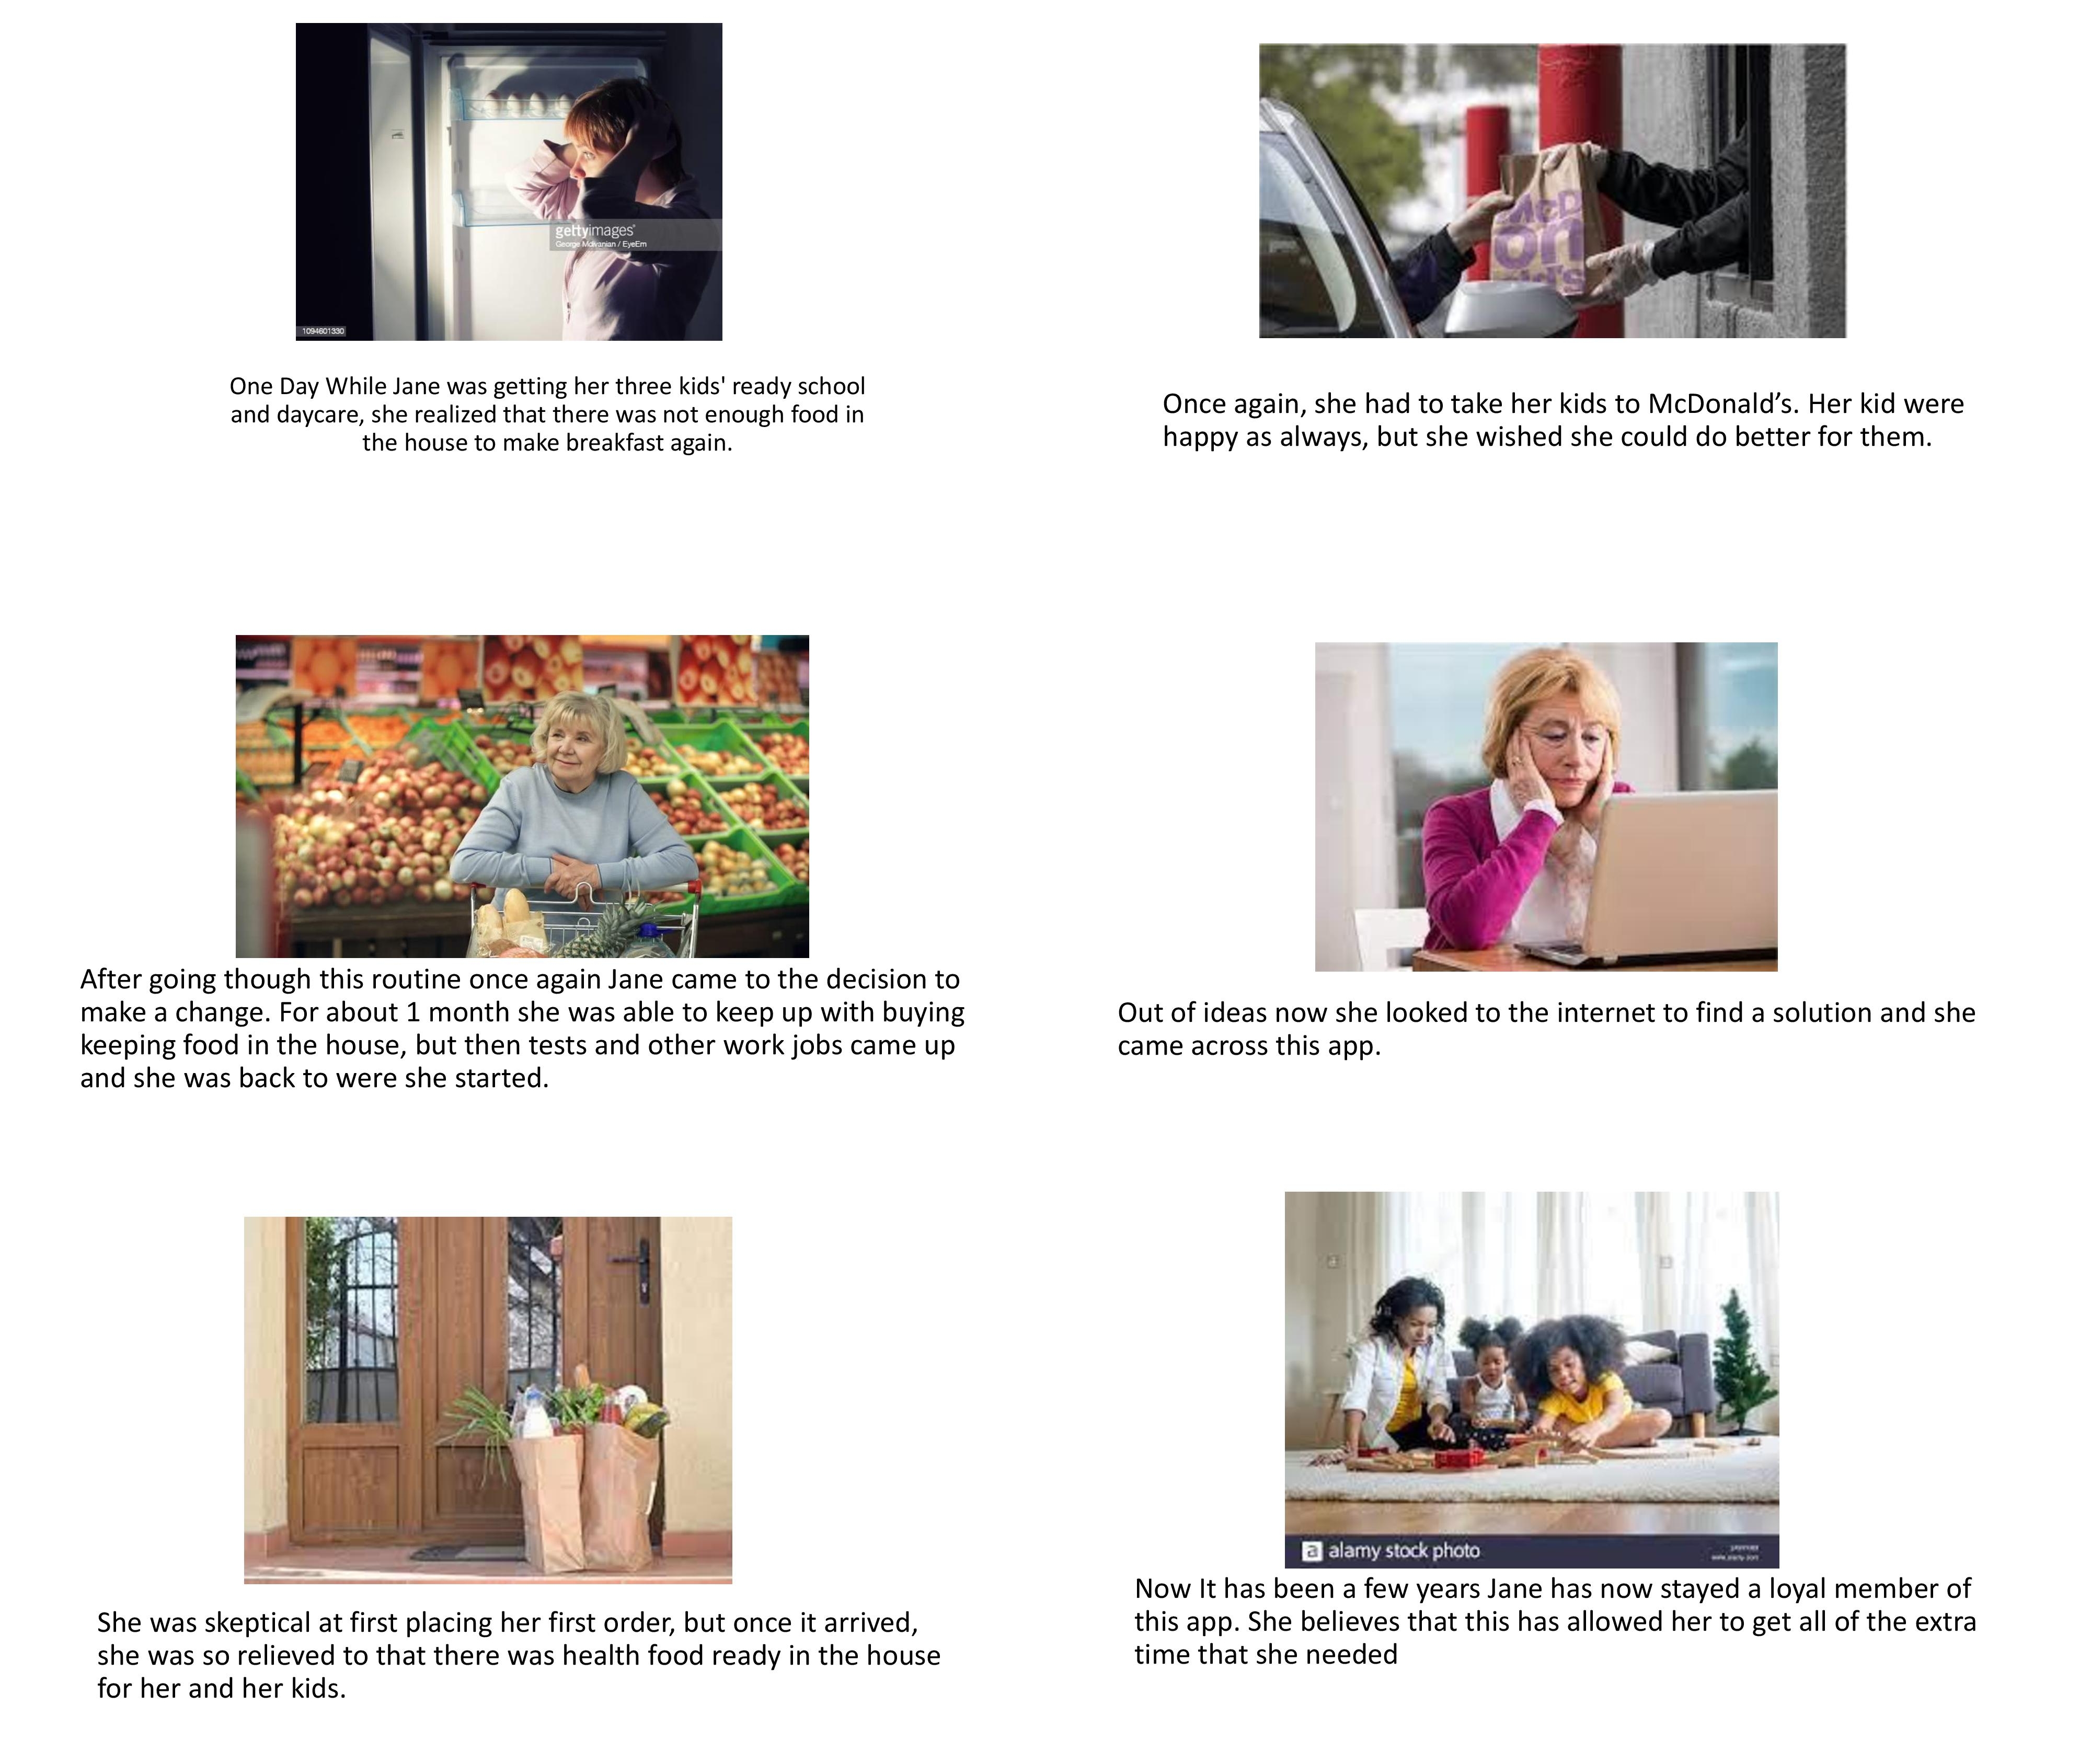 gettyimages
George Mdivanian / EyeEm
1094601330
One Day While Jane was getting her three kids' ready school
and daycare, she realized that there was not enough food in
the house to make breakfast again.
McD
on
ld's
Once again, she had to take her kids to McDonald’s. Her kid were
happy as always, but she wished she could do better for them.
After going though this routine once again Jane came to the decision to
make a change. For about 1 month she was able to keep up with buying
keeping food in the house, but then tests and other work jobs came up
and she was back to were she started.
Out of ideas now she looked to the internet to find a solution and she
came across this app.
She was skeptical at first placing her first order, but once it arrived,
she was so relieved to that there was health food ready in the house
for her and her kids.
a alamy stock photo
www.alamy.com
Now It has been a few years Jane has now stayed a loyal member of
this app. She believes that this has allowed her to get all of the extra
time that she needed